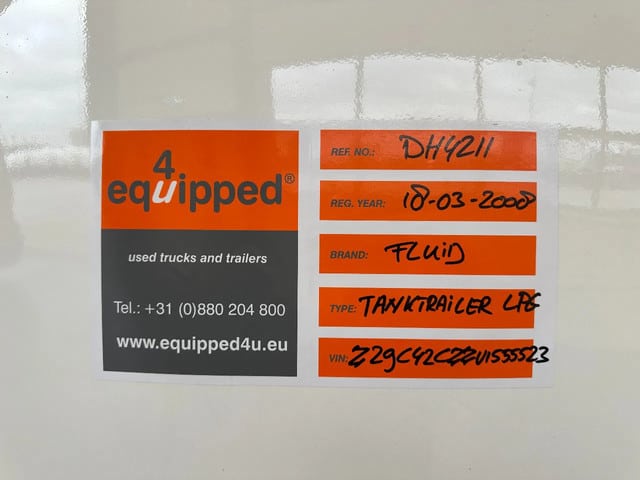 4
equipped®
used trucks and trailers
Tel.: +31 (0)880 204 800
www.equipped4u.eu
REF. NO.: DH4211
REG. YEAR: 18-03-2008
BRAND: FLUID
TYPE: TANKTRAILER LPG
VIN: